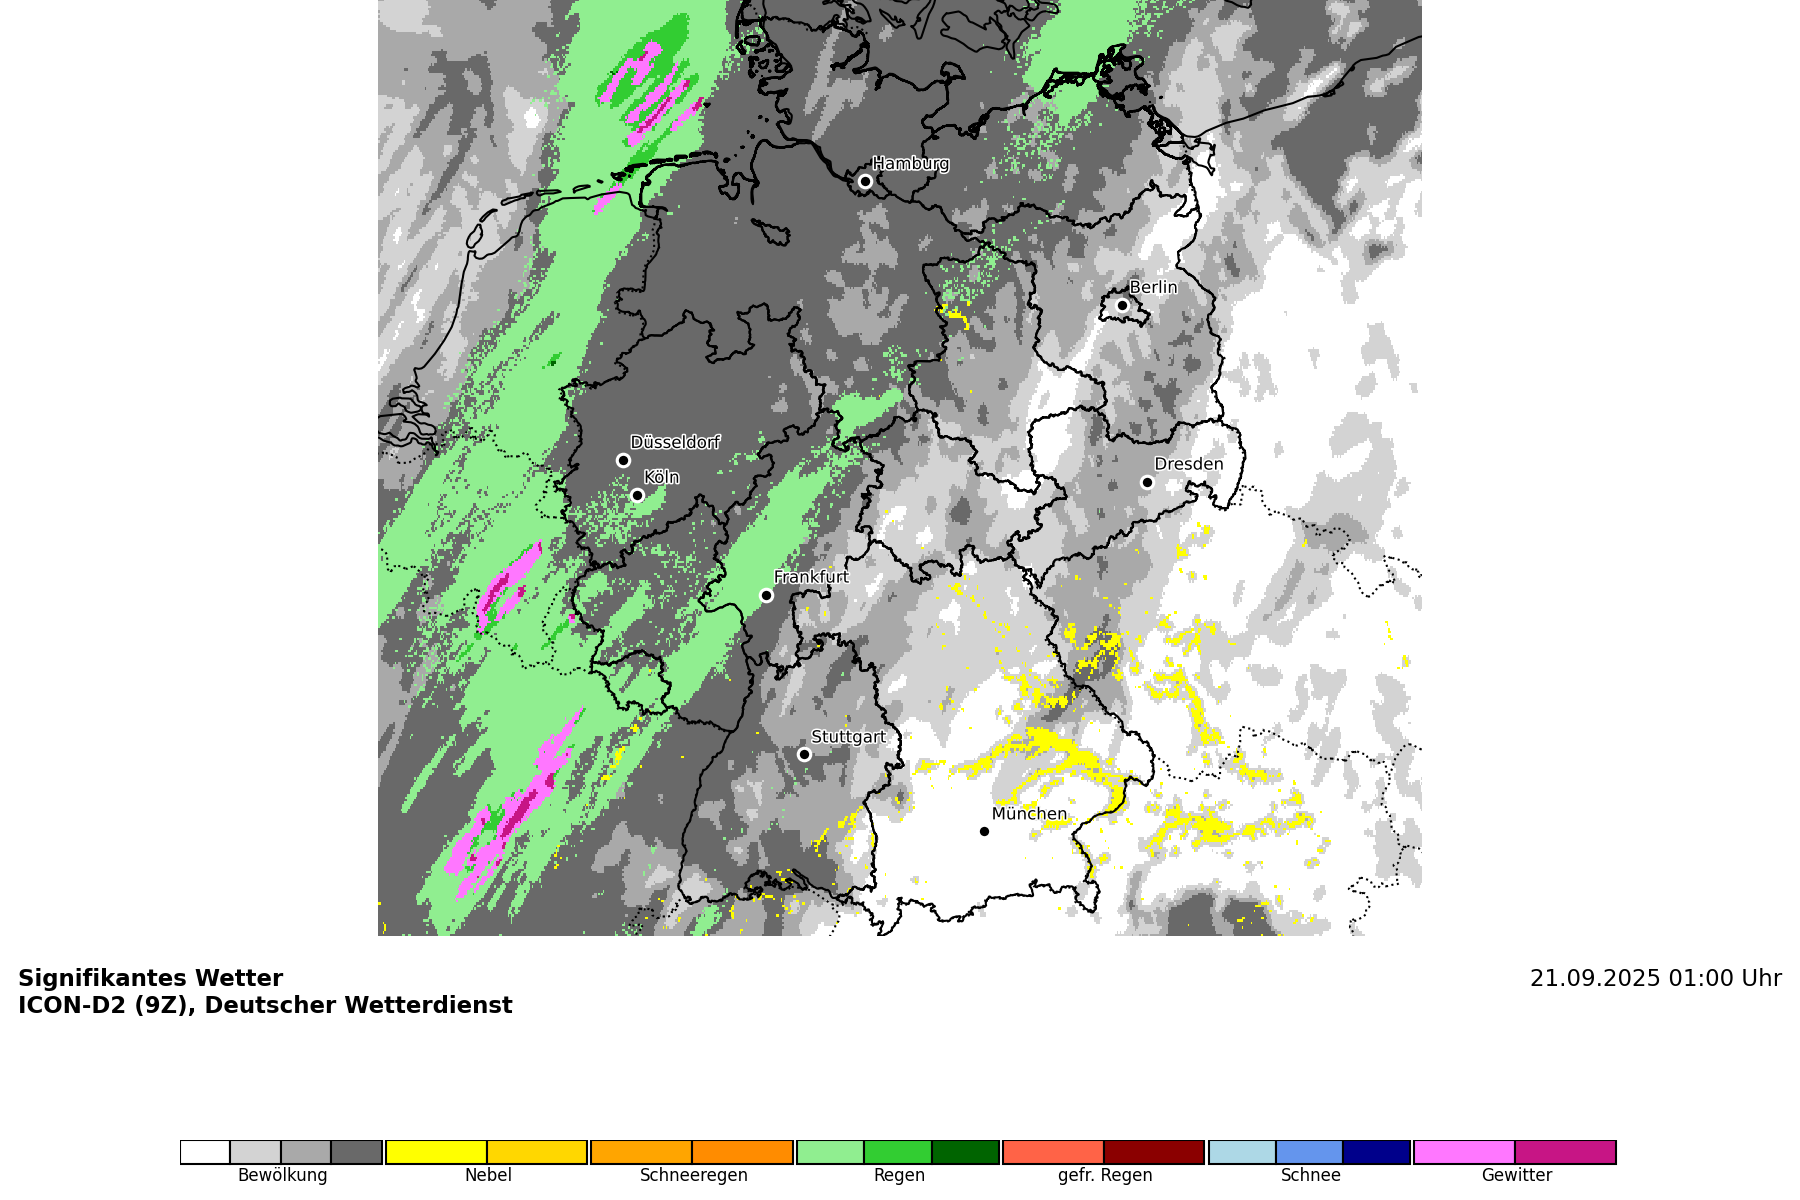 Hamburg
Berlin
Düsseldorf
Köln
Dresden
Frankfurt
Stuttgart
München
Signifikantes Wetter
21.09.2025 01:00 Uhr
ICON-D2 (9Z), Deutscher Wetterdienst
Bewölkung
Nebel
Schneeregen
Regen
gefr. Regen
Schnee
Gewitter